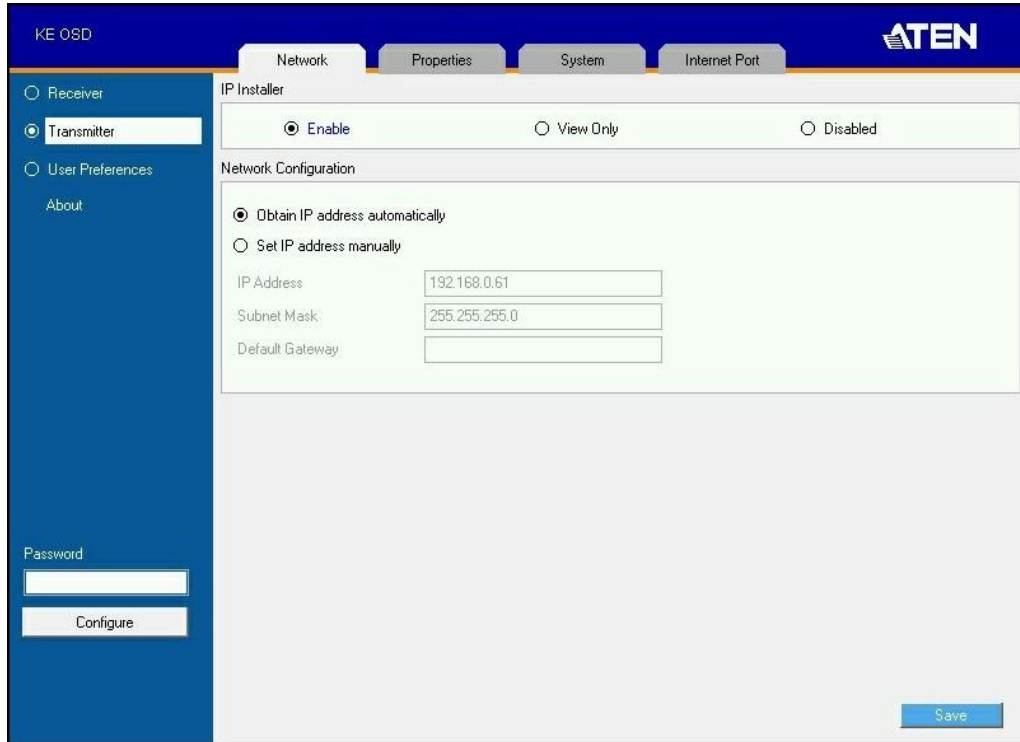 KE OSD
ATEN
Network Properties System Internet Port
Receiver
Transmitter
User Preferences
About
IP Installer
Enable View Only Disabled
Network Configuration
Obtain IP address automatically
Set IP address manually
IP Address 192.168.0.61
Subnet Mask 255.255.255.0
Default Gateway
Password
Configure
Save